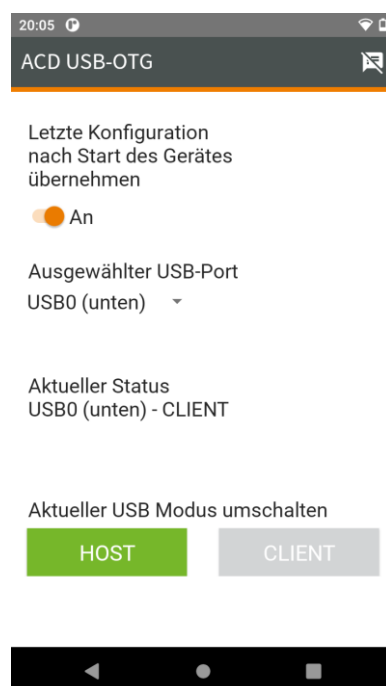 20:05
ACD USB-OTG
Letzte Konfiguration
nach Start des Gerätes
übernehmen
An
Ausgewählter USB-Port
USB0 (unten)
Aktueller Status
USB0 (unten) - CLIENT
Aktueller USB Modus umschalten
HOST
CLIENT